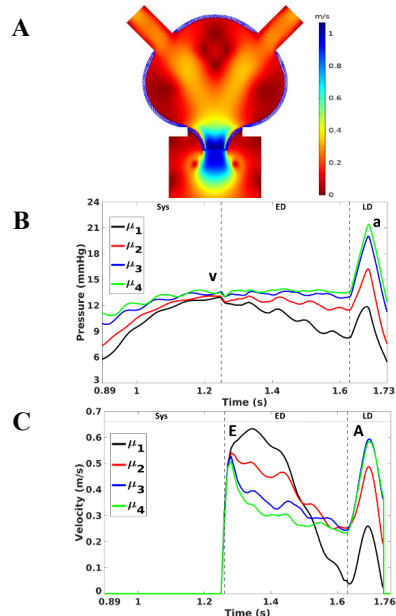 A
m/s
1
0.8
0.6
0.4
0.2
0
B
Sys ED LD
24
21
18
15
12
9
6
3
Pressure (mmHg)
μ1
μ2
μ3
μ4
v
a
0.89 1 1.2 1.4 1.6 1.73
Time (s)
C
Sys ED LD
0.7
0.6
0.5
0.4
0.3
0.2
0.1
0
Velocity (m/s)
μ1
μ2
μ3
μ4
E
A
0.89 1 1.2 1.4 1.6 1.76
Time (s)